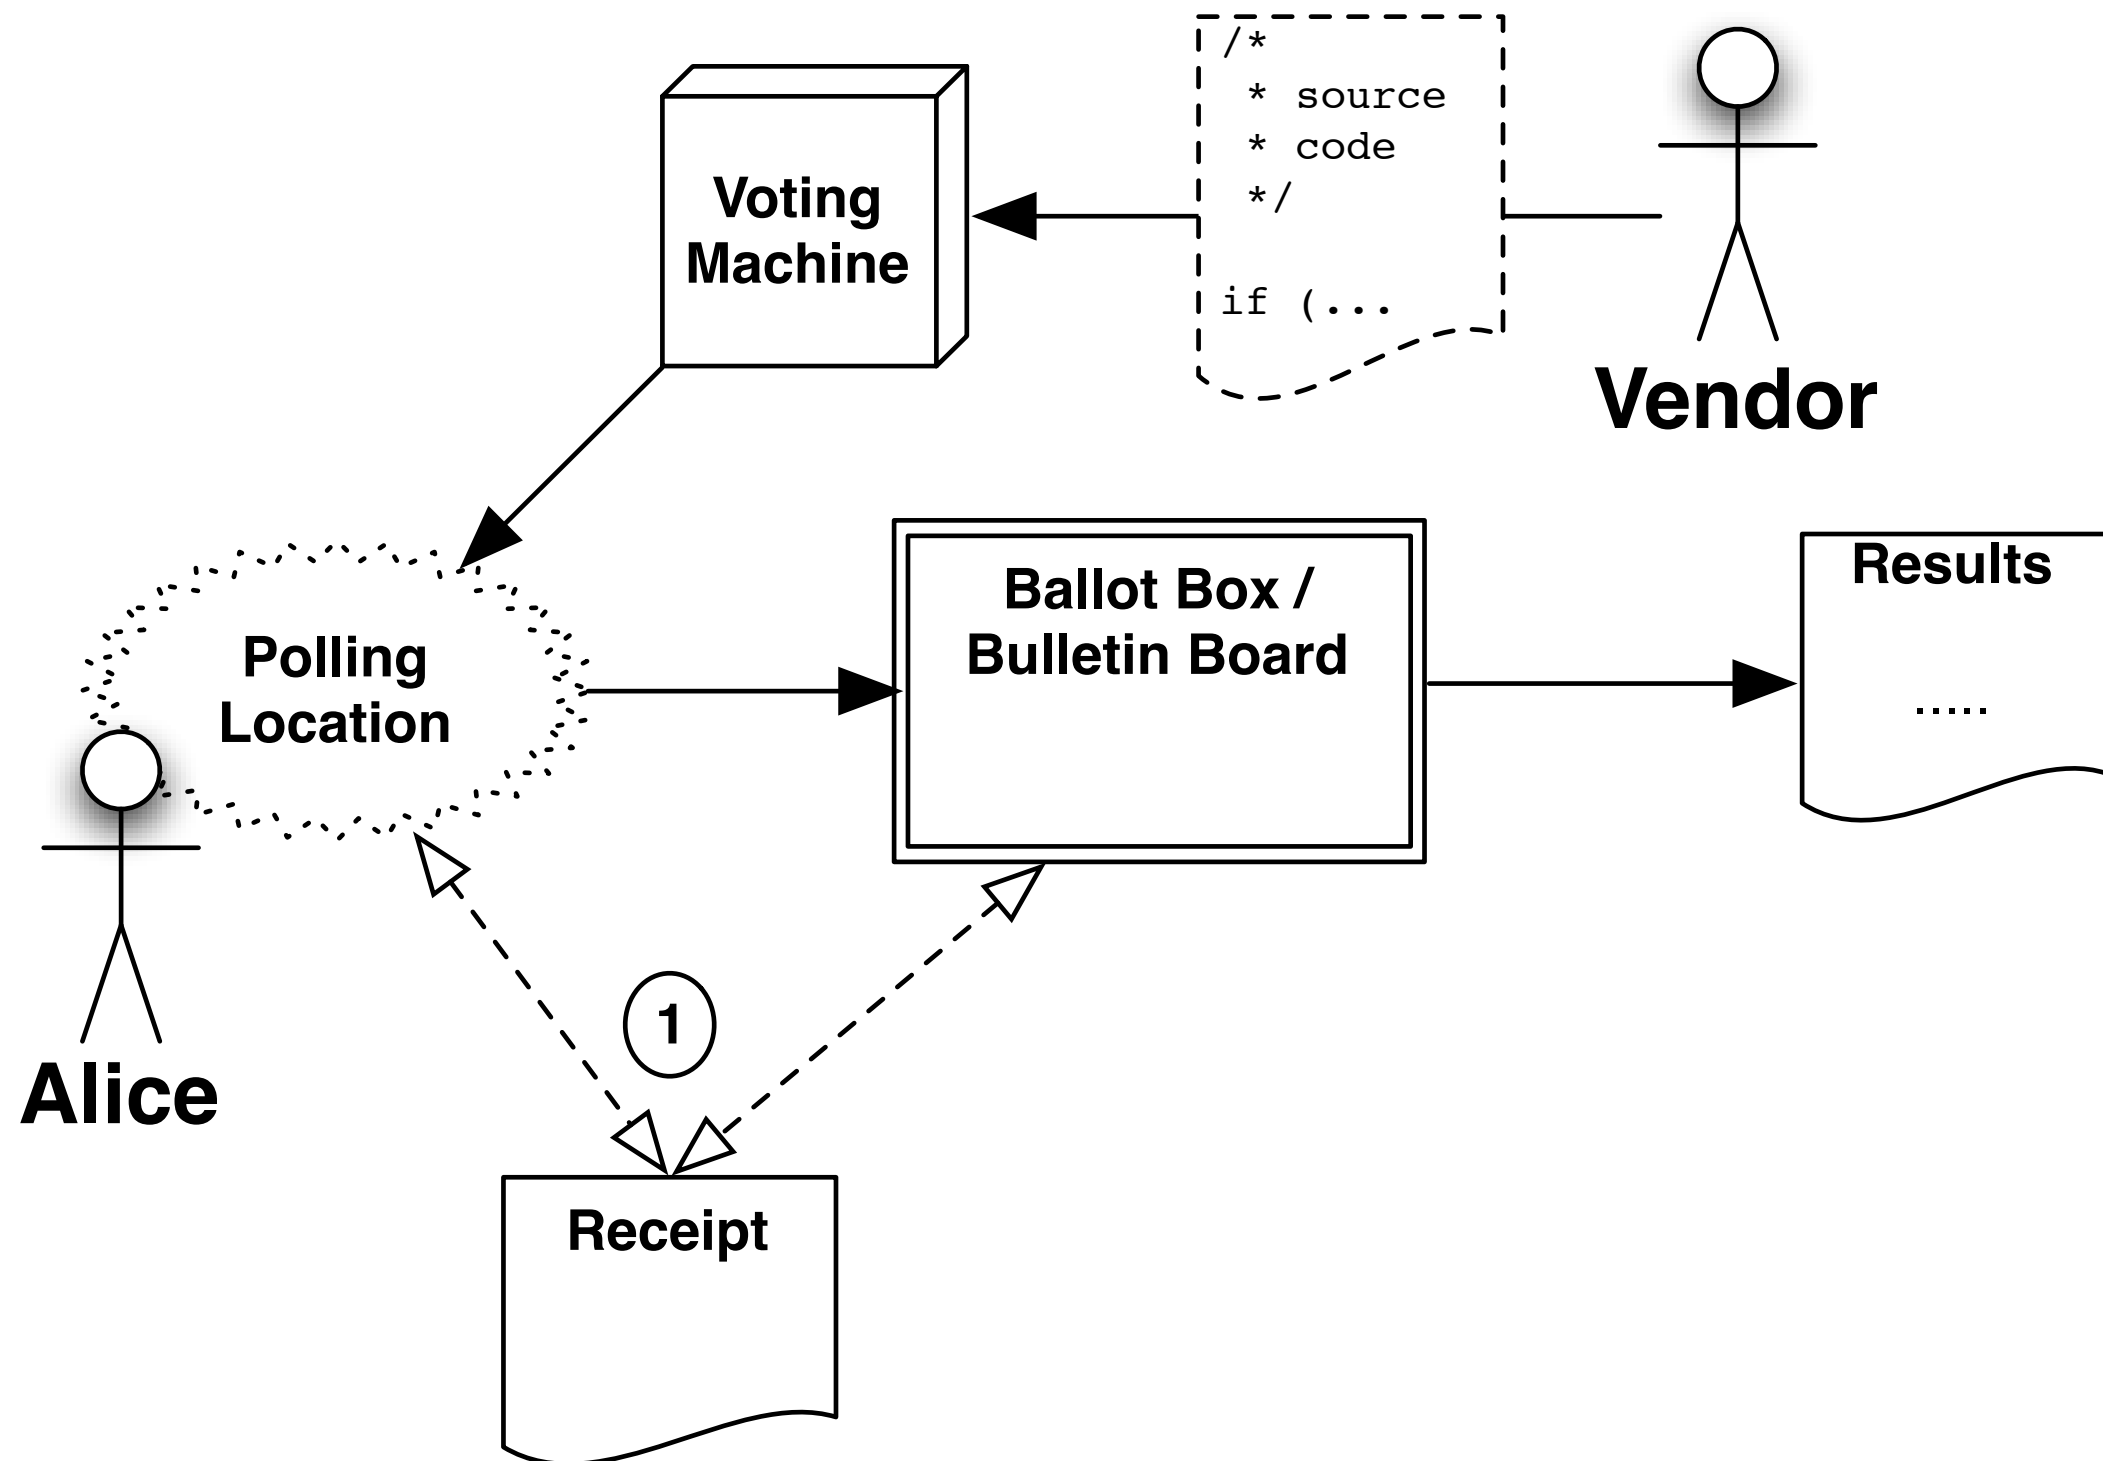 /*
 * source
 * code
 */
if (...
Voting
Machine
Vendor
Polling
Location
Ballot Box /
Bulletin Board
Results
.....
Alice
1
Receipt